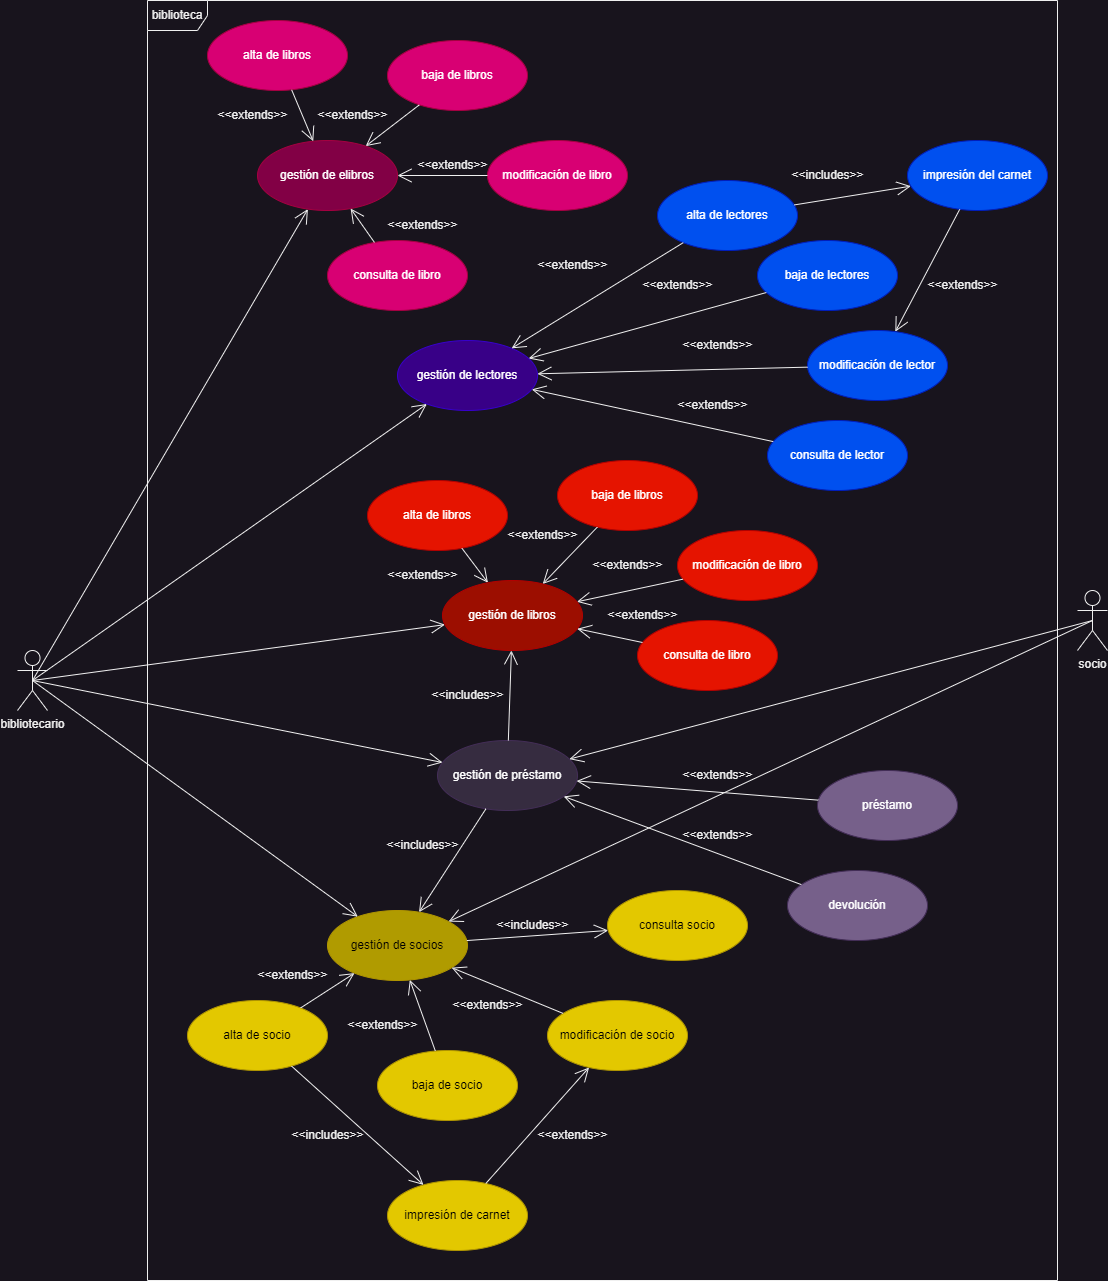 biblioteca
alta de libros
baja de libros
<<extends>>
<<extends>>
gestión de elibros
<<extends>>
modificación de libro
<<extends>>
consulta de libro
<<includes>>
impresión del carnet
alta de lectores
<<extends>>
baja de lectores
<<extends>>
<<extends>>
<<extends>>
modificación de lector
gestión de lectores
<<extends>>
consulta de lector
alta de libros
baja de libros
<<extends>>
<<extends>>
<<extends>>
modificación de libro
gestión de libros
<<extends>>
consulta de libro
socio
<<includes>>
bibliotecario
gestión de préstamo
<<extends>>
préstamo
<<extends>>
<<includes>>
devolución
gestión de socios
<<includes>>
consulta socio
<<extends>>
<<extends>>
<<extends>>
alta de socio
modificación de socio
baja de socio
<<includes>>
<<extends>>
impresión de carnet